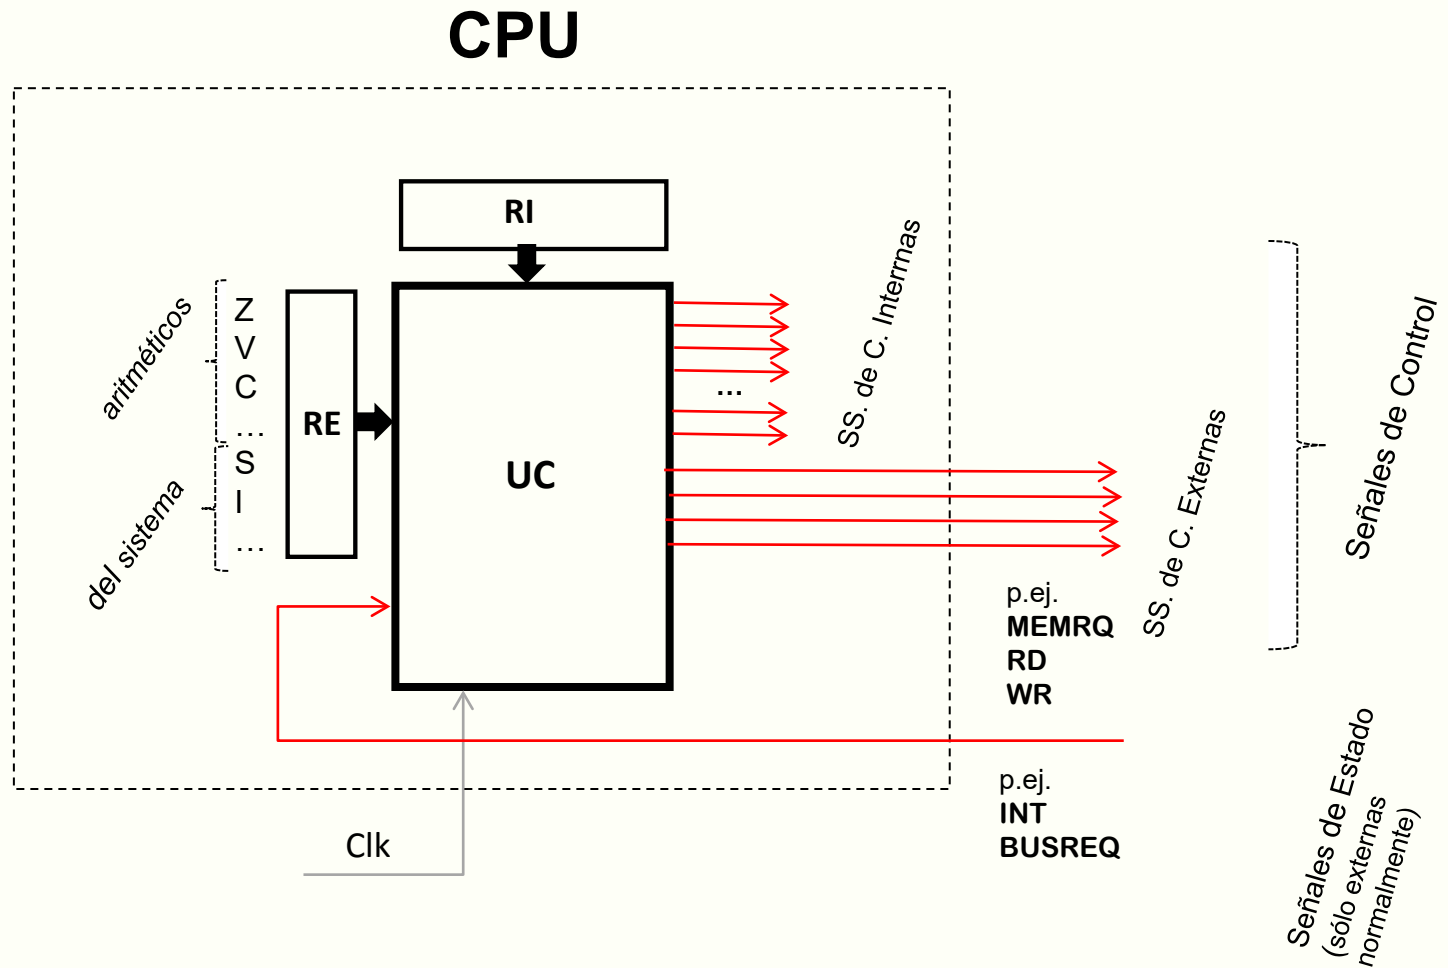 CPU
RI
aritméticos
Z
V
C
...
del sistema
S
I
...
RE
UC
...
SS. de C. Interrnas
SS. de C. Externas
Señales de Control
p.ej.
MEMRQ
RD
WR
p.ej.
INT
BUSREQ
Clk
Señales de Estado
(sólo externas
normalmente)